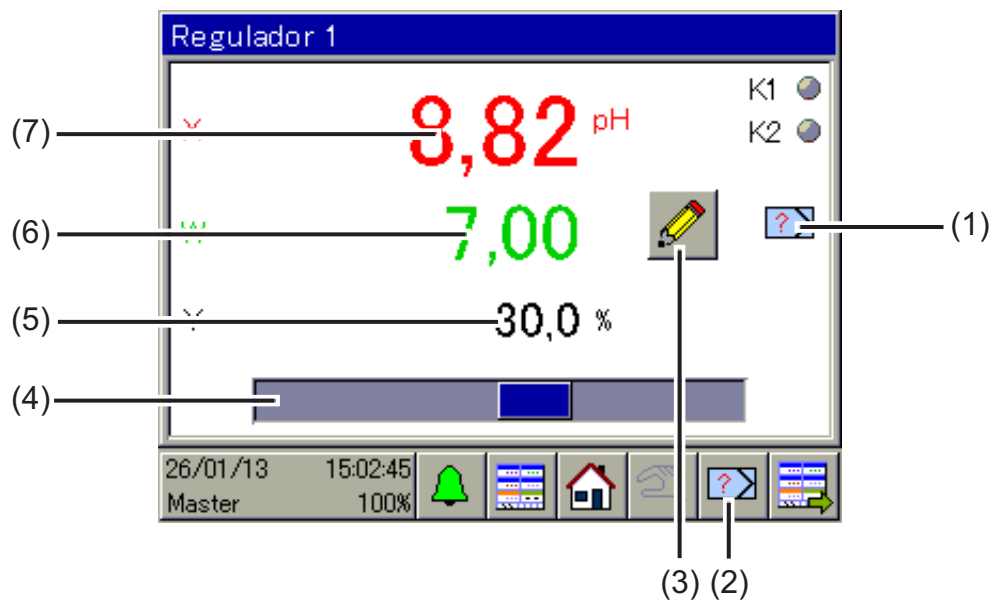 Regulador 1
K1
K2
(7) X 8,82 pH
(6) W 7,00 ? (1)
(5) Y 30,0 %
(4)
26/01/13 15:02:45
Master 100% ?
(3) (2)